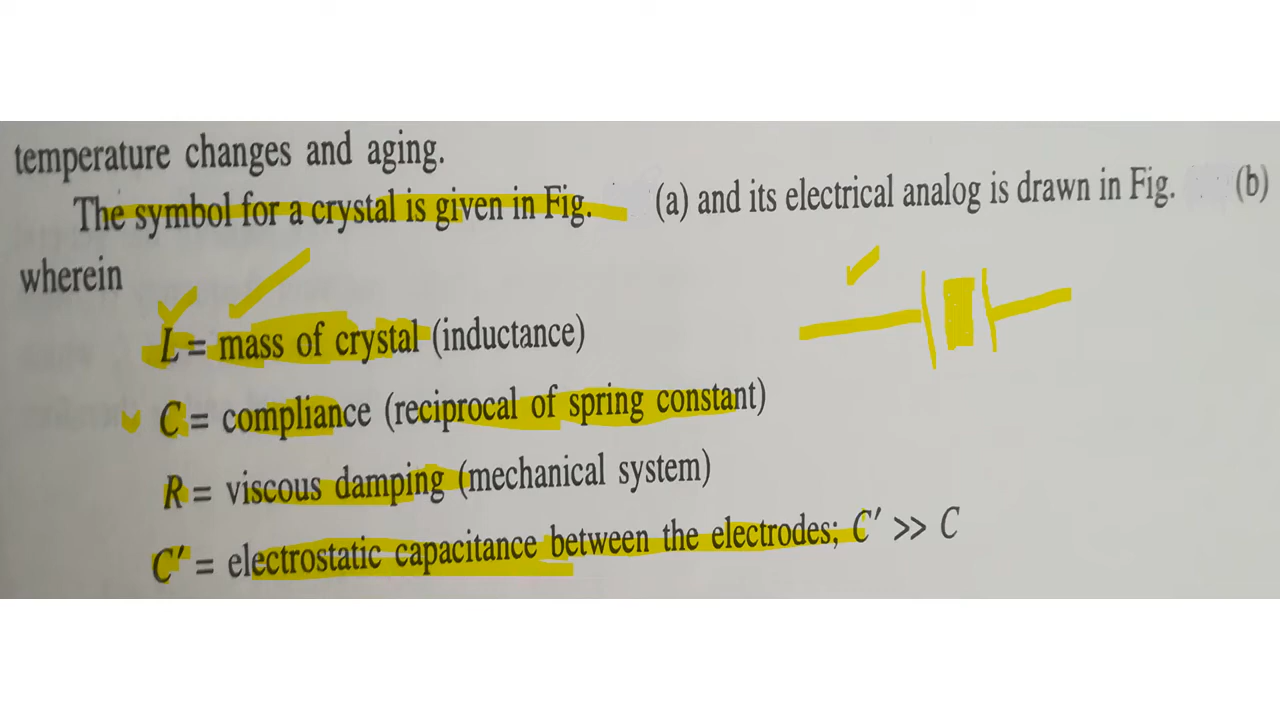 temperature changes and aging.
The symbol for a crystal is given in Fig. (a) and its electrical analog is drawn in Fig. (b)
wherein
L = mass of crystal (inductance)
C = compliance (reciprocal of spring constant)
R = viscous damping (mechanical system)
C′ = electrostatic capacitance between the electrodes; C′ >> C